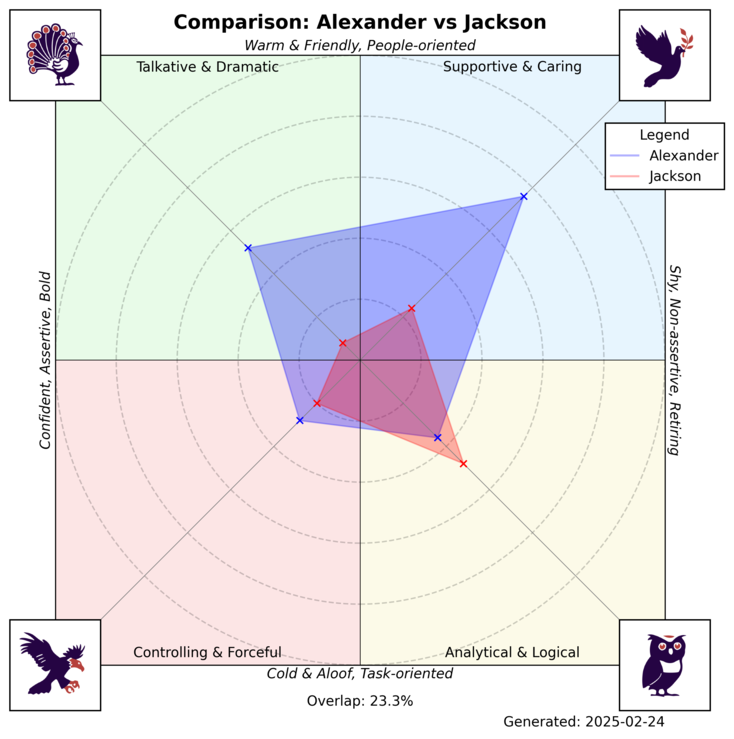 Comparison: Alexander vs Jackson
Warm & Friendly, People-oriented
Talkative & Dramatic
Supportive & Caring
Legend
Alexander
Jackson
Confident, Assertive, Bold
Shy, Non-assertive, Retiring
Controlling & Forceful
Analytical & Logical
Cold & Aloof, Task-oriented
Overlap: 23.3%
Generated: 2025-02-24